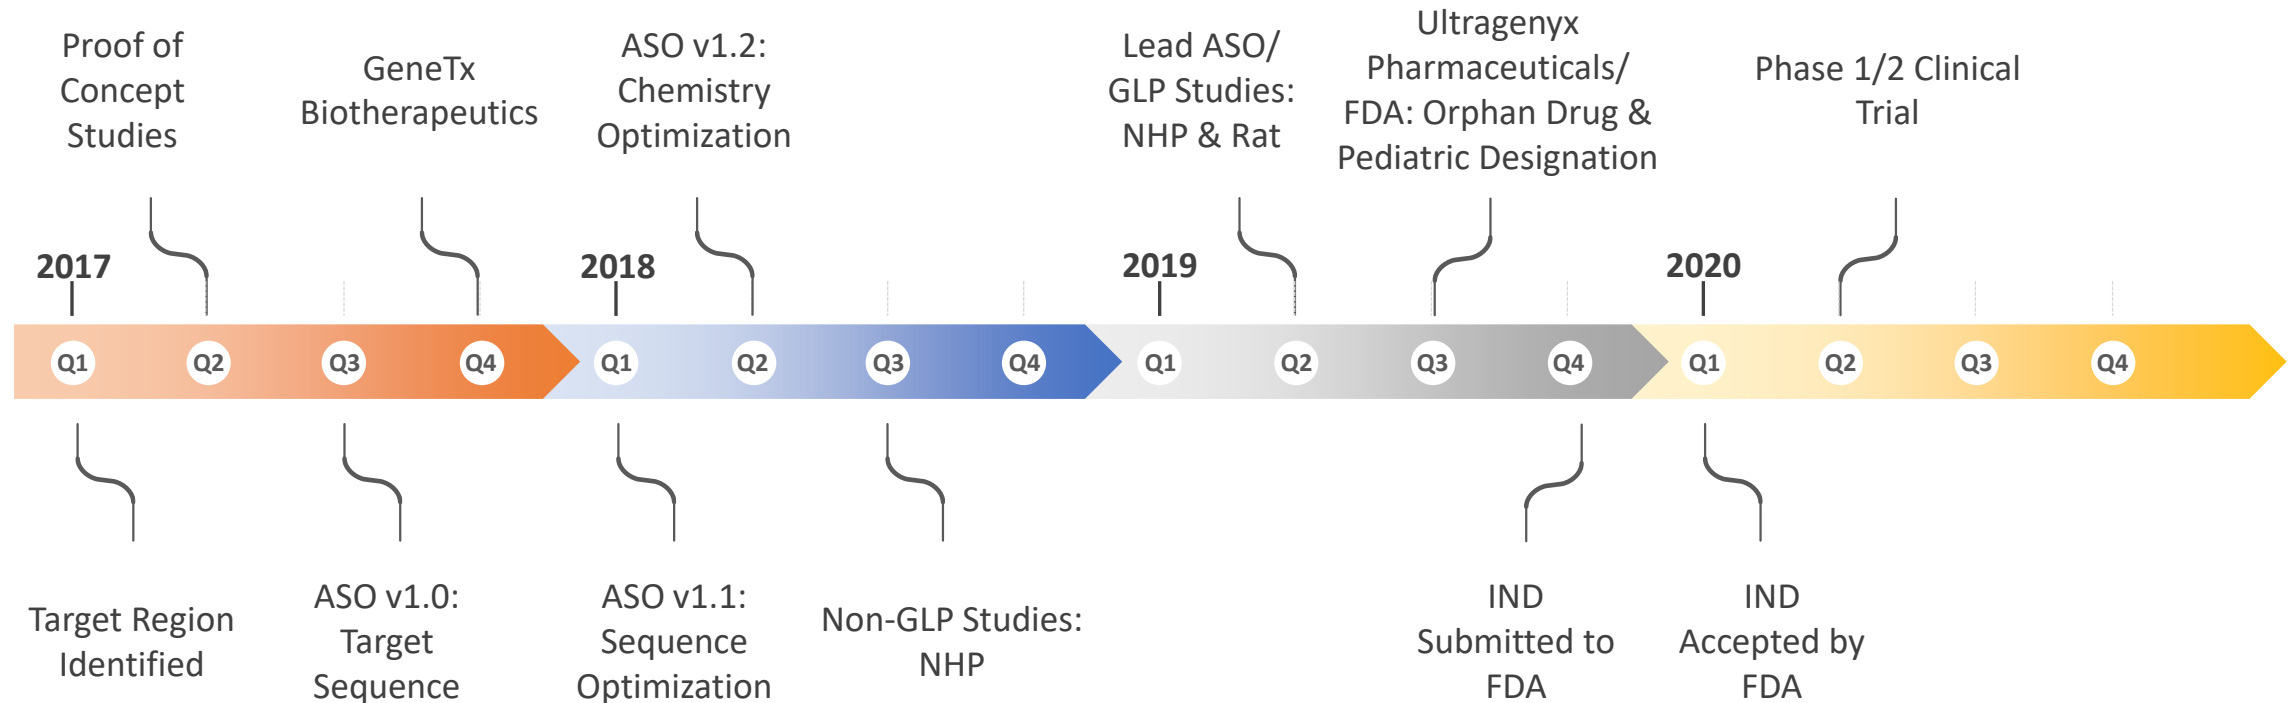 Proof of
Concept
Studies
GeneTx
Biotherapeutics
ASO v1.2:
Chemistry
Optimization
Lead ASO/
GLP Studies:
NHP & Rat
Ultragenyx
Pharmaceuticals/
FDA: Orphan Drug &
Pediatric Designation
Phase 1/2 Clinical
Trial
2017
2018
2019
2020
Q1
Q2
Q3
Q4
Q1
Q2
Q3
Q4
Q1
Q2
Q3
Q4
Q1
Q2
Q3
Q4
Target Region
Identified
ASO v1.0:
Target
Sequence
ASO v1.1:
Sequence
Optimization
Non-GLP Studies:
NHP
IND
Submitted to
FDA
IND
Accepted by
FDA